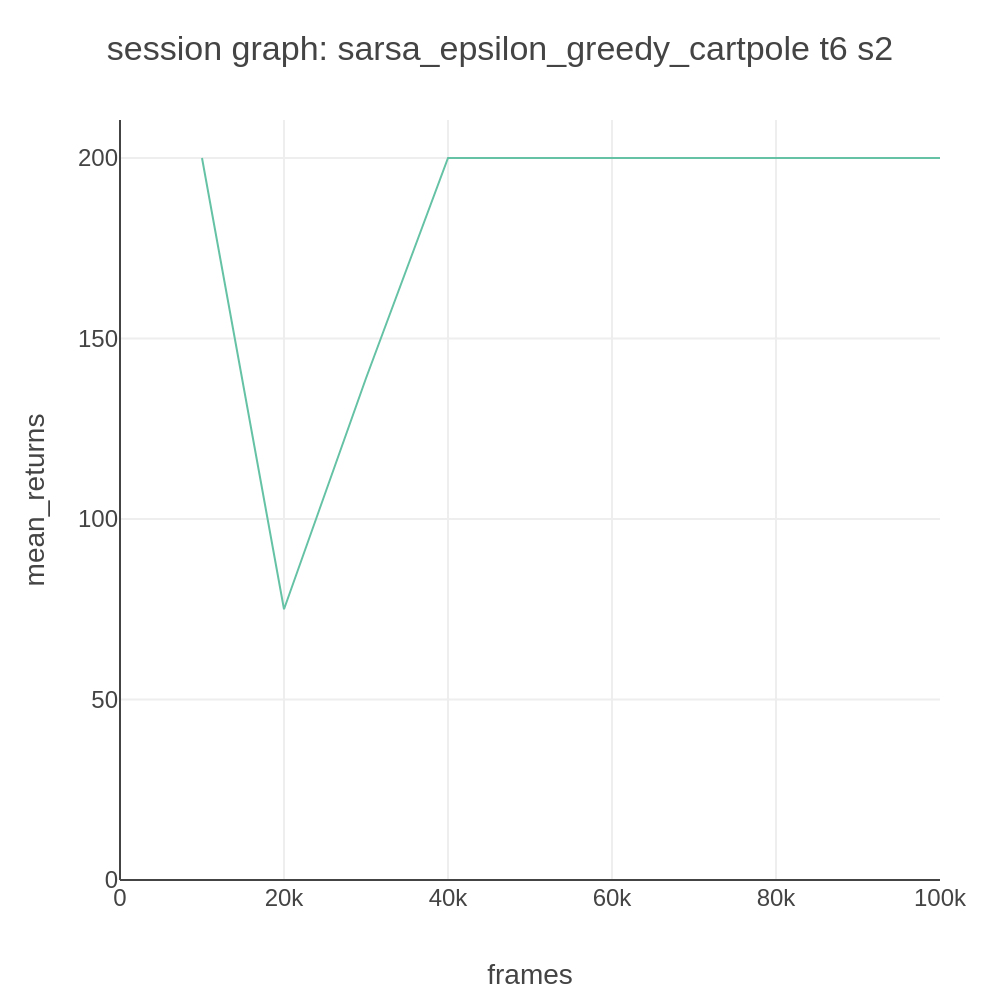 session graph: sarsa_epsilon_greedy_cartpole t6 s2
mean_returns
200
150
100
50
0
0 20k 40k 60k 80k 100k
frames